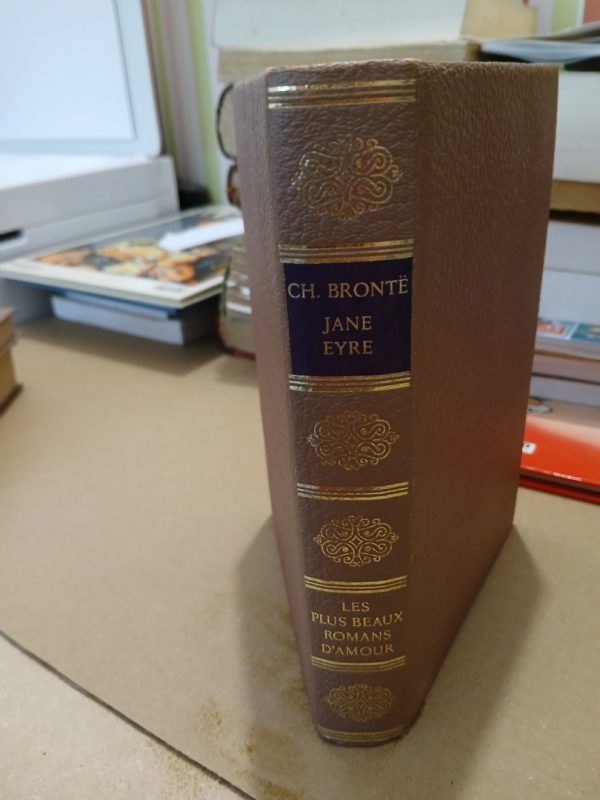 CH. BRONTË
JANE
EYRE
LES
PLUS BEAUX
ROMANS
D'AMOUR